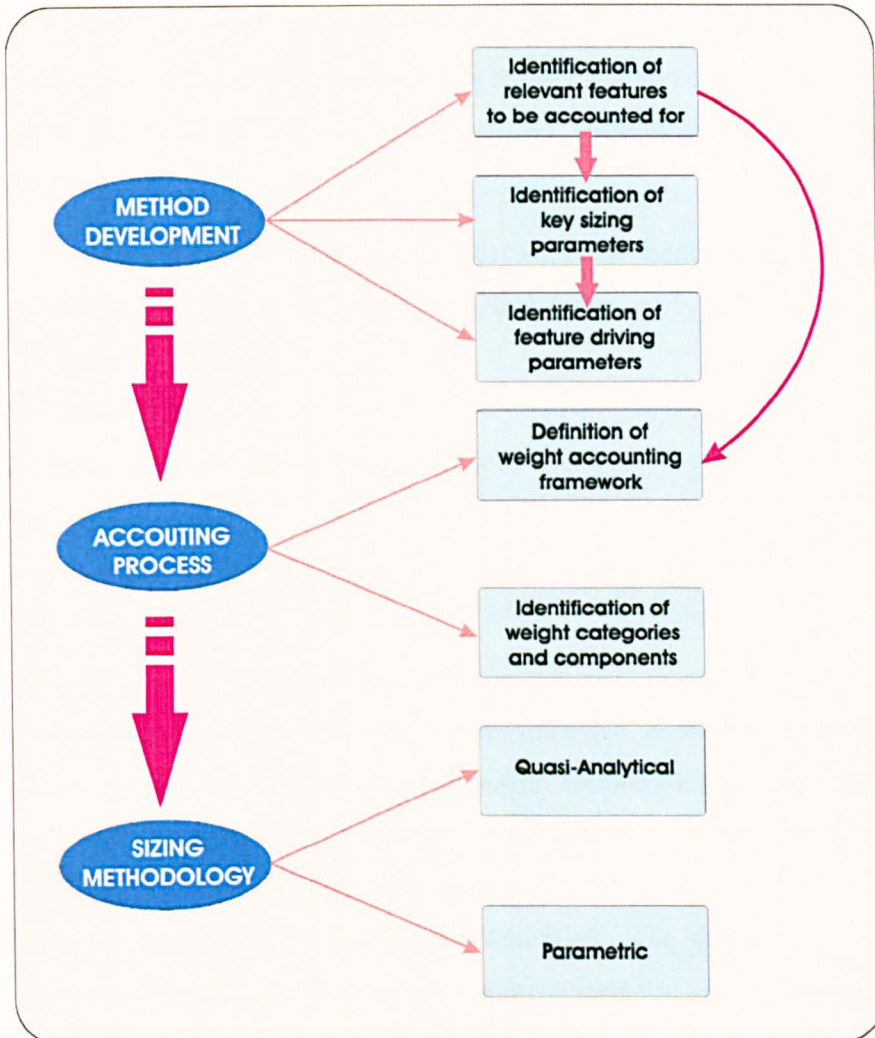 Identification of
relevant features
to be accounted for
METHOD
DEVELOPMENT
Identification of
key sizing
parameters
Identification of
feature driving
parameters
Definition of
weight accounting
framework
ACCOUTING
PROCESS
Identification of
weight categories
and components
Quasi-Analytical
SIZING
METHODOLOGY
Parametric